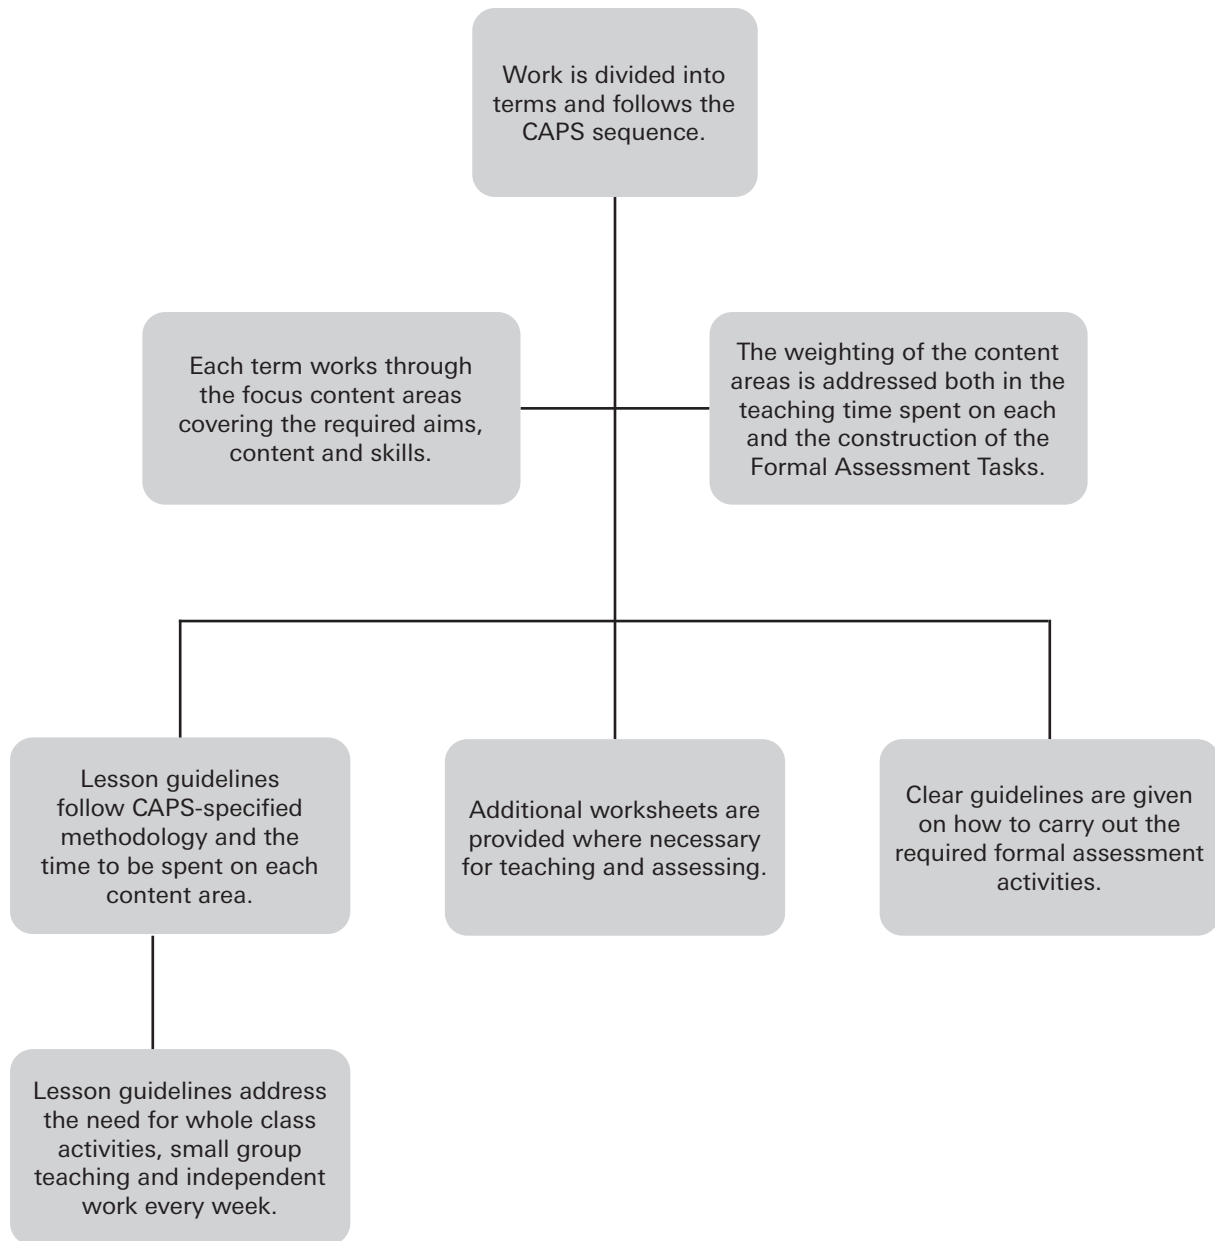 Work is divided into
terms and follows the
CAPS sequence.
Each term works through
the focus content areas
covering the required aims,
content and skills.
The weighting of the content
areas is addressed both in the
teaching time spent on each
and the construction of the
Formal Assessment Tasks.
Lesson guidelines
follow CAPS-specified
methodology and the
time to be spent on each
content area.
Additional worksheets are
provided where necessary
for teaching and assessing.
Clear guidelines are given
on how to carry out the
required formal assessment
activities.
Lesson guidelines address
the need for whole class
activities, small group
teaching and independent
work every week.